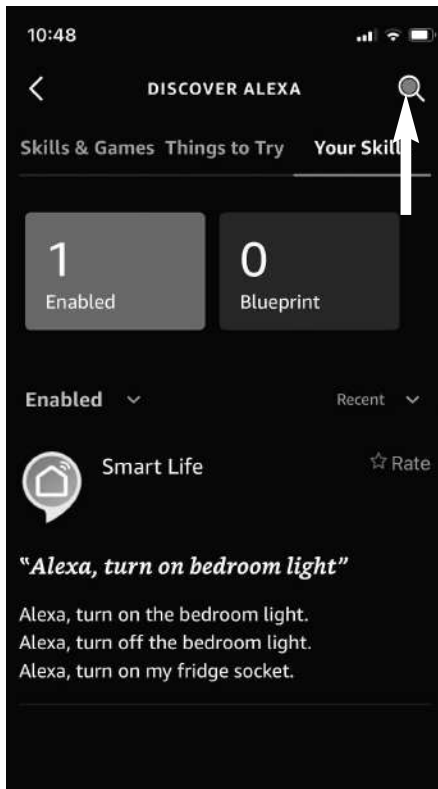 10:48
DISCOVER ALEXA
Skills & Games Things to Try Your Skill
1 0
Enabled Blueprint
Enabled Recent
Smart Life Rate
“Alexa, turn on bedroom light”
Alexa, turn on the bedroom light.
Alexa, turn off the bedroom light.
Alexa, turn on my fridge socket.